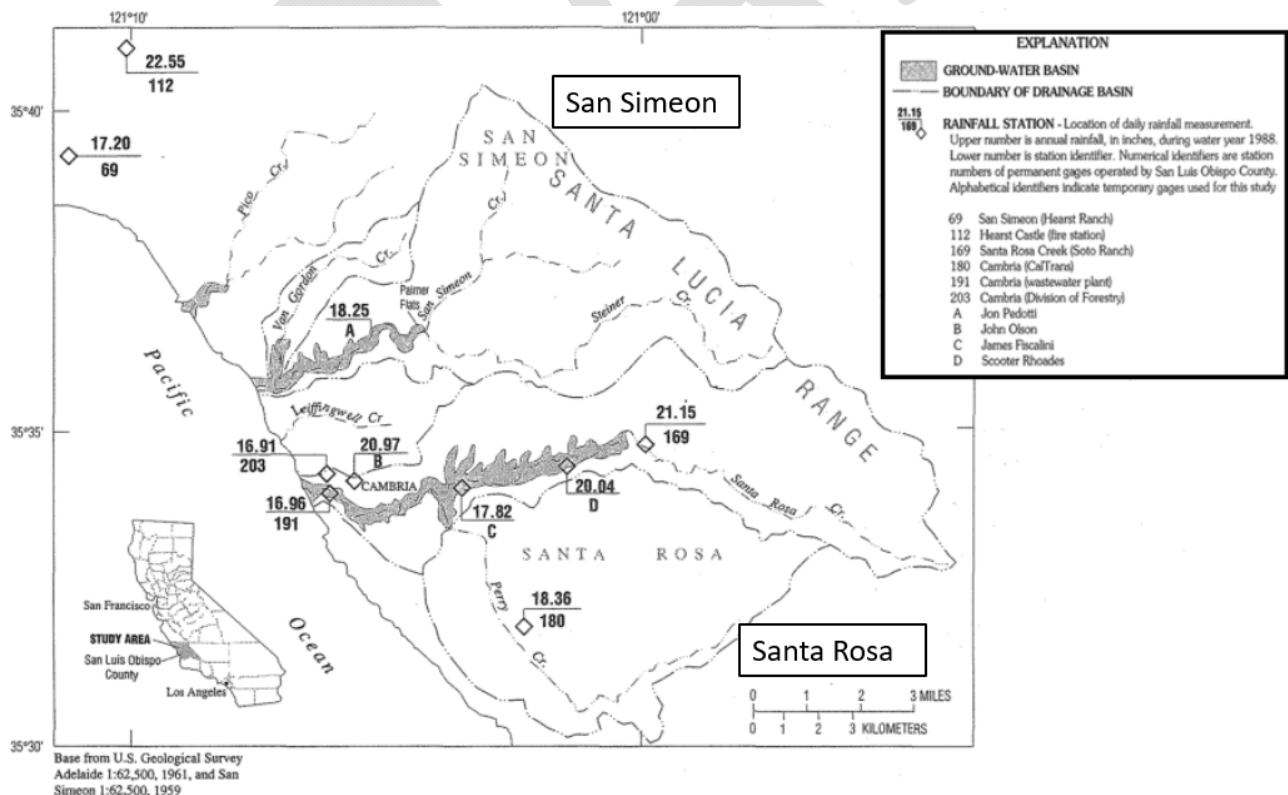 121°10'
121°00'
35°40'
35°35'
35°30'
22.55
112
17.20
69
San Simeon
SAN
SIMEON
SANTA
LUCIA
RANGE
Pico Cr.
Van Gordon Cr.
Palmer
Flats
San Simeon
Cr.
Steiner Cr.
18.25
A
Pacific
Ocean
Leiffingwell Cr
16.91
203
20.97
B
CAMBRIA
16.96
191
17.82
C
20.04
D
21.15
169
Santa Rosa Cr.
SANTA ROSA
Perry Cr.
18.36
180
Santa Rosa
San Francisco
STUDY AREA
San Luis Obispo
County
Los Angeles
0 1 2 3 MILES
0 1 2 3 KILOMETERS
Base from U.S. Geological Survey
Adelaide 1:62,500, 1961, and San
Simeon 1:62,500, 1959
EXPLANATION
GROUND-WATER BASIN
BOUNDARY OF DRAINAGE BASIN
21.15
169
RAINFALL STATION - Location of daily rainfall measurement.
Upper number is annual rainfall, in inches, during water year 1988.
Lower number is station identifier. Numerical identifiers are station
numbers of permanent gages operated by San Luis Obispo County.
Alphabetical identifiers indicate temporary gages used for this study
69 San Simeon (Hearst Ranch)
112 Hearst Castle (fire station)
169 Santa Rosa Creek (Soto Ranch)
180 Cambria (CalTrans)
191 Cambria (wastewater plant)
203 Cambria (Division of Forestry)
A Jon Pedotti
B John Olson
C James Fiscalini
D Scooter Rhoades